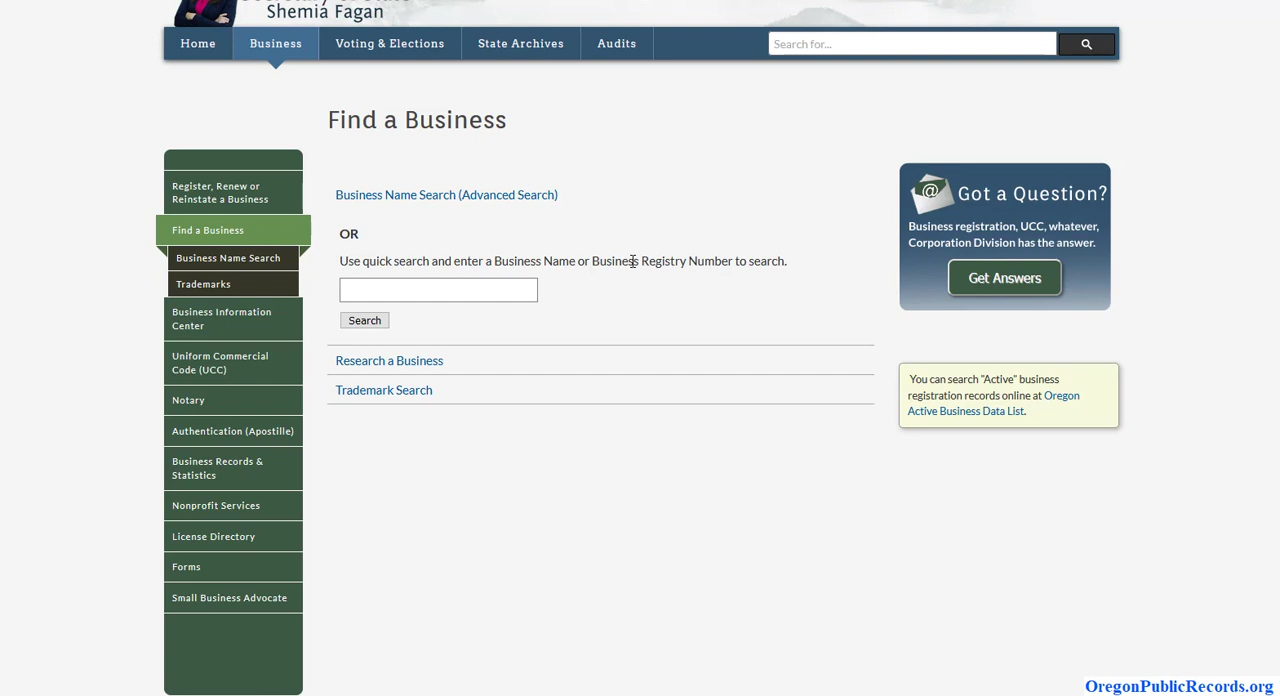 Shemia Fagan
Home
Business
Voting & Elections
State Archives
Audits
Search for...
Find a Business
Register, Renew or
Reinstate a Business
Find a Business
Business Name Search
Trademarks
Business Information
Center
Uniform Commercial
Code (UCC)
Notary
Authentication (Apostille)
Business Records &
Statistics
Nonprofit Services
License Directory
Forms
Small Business Advocate
Business Name Search (Advanced Search)
OR
Use quick search and enter a Business Name or Business Registry Number to search.
Search
Research a Business
Trademark Search
@ Got a Question?
Business registration, UCC, whatever,
Corporation Division has the answer.
Get Answers
You can search "Active" business
registration records online at Oregon
Active Business Data List.
OregonPublicRecords.org